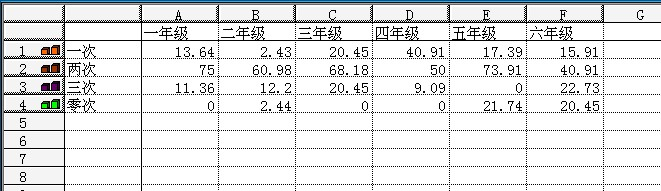 A B C D E F G
一年级 二年级 三年级 四年级 五年级 六年级
1 一次 13.64 2.43 20.45 40.91 17.39 15.91
2 两次 75 60.98 68.18 50 73.91 40.91
3 三次 11.36 12.2 20.45 9.09 0 22.73
4 零次 0 2.44 0 0 21.74 20.45
5
6
7
8